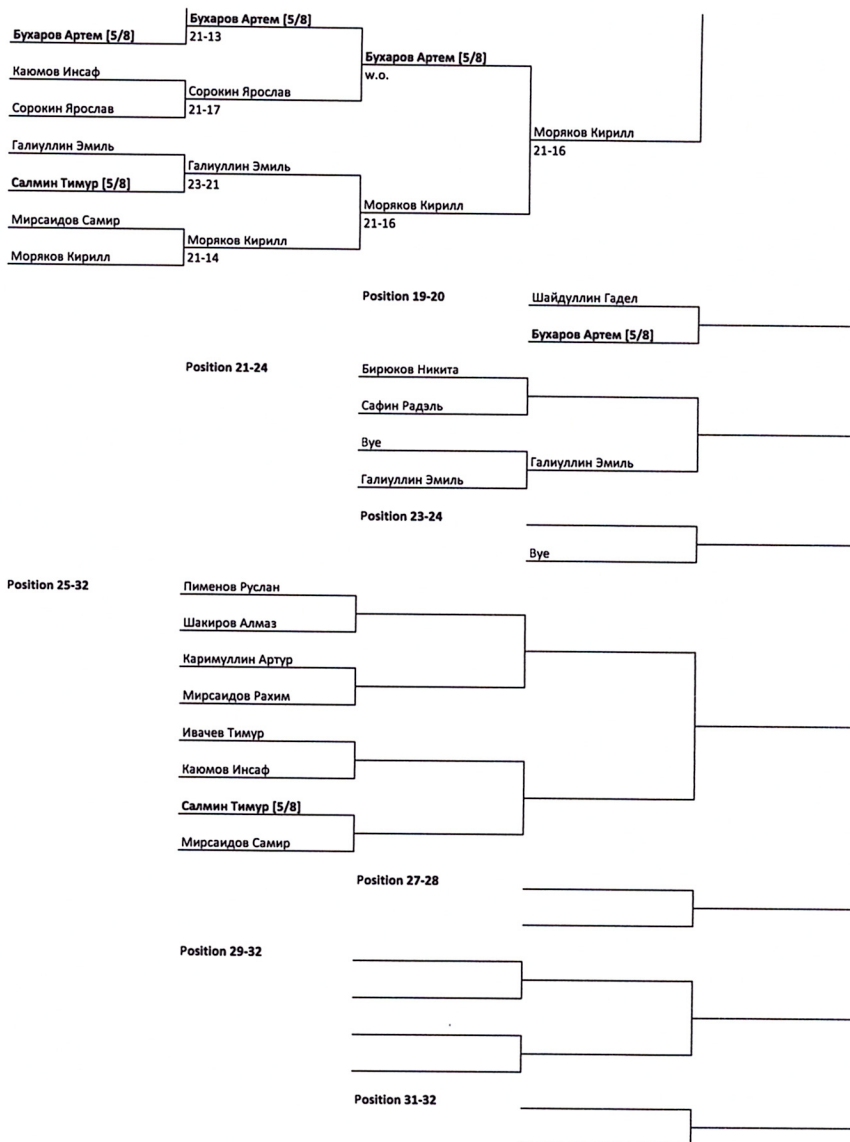 Бухаров Артем [5/8]
Бухаров Артем [5/8]
21-13
Бухаров Артем [5/8]
w.o.
Каюмов Инсаф
Сорокин Ярослав
21-17
Сорокин Ярослав
Моряков Кирилл
21-16
Галиуллин Эмиль
Галиуллин Эмиль
23-21
Салмин Тимур [5/8]
Моряков Кирилл
21-16
Мирсаидов Самир
Моряков Кирилл
21-14
Моряков Кирилл
Position 19-20
Шайдуллин Гадел
Бухаров Артем [5/8]
Position 21-24
Бирюков Никита
Сафин Радэль
Bye
Галиуллин Эмиль
Галиуллин Эмиль
Position 23-24
Bye
Position 25-32
Пименов Руслан
Шакиров Алмаз
Каримуллин Артур
Мирсаидов Рахим
Ивачев Тимур
Каюмов Инсаф
Салмин Тимур [5/8]
Мирсаидов Самир
Position 27-28
Position 29-32
Position 31-32